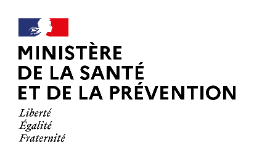 MINISTÈRE
DE LA SANTÉ
ET DE LA PRÉVENTION
Liberté
Égalité
Fraternité